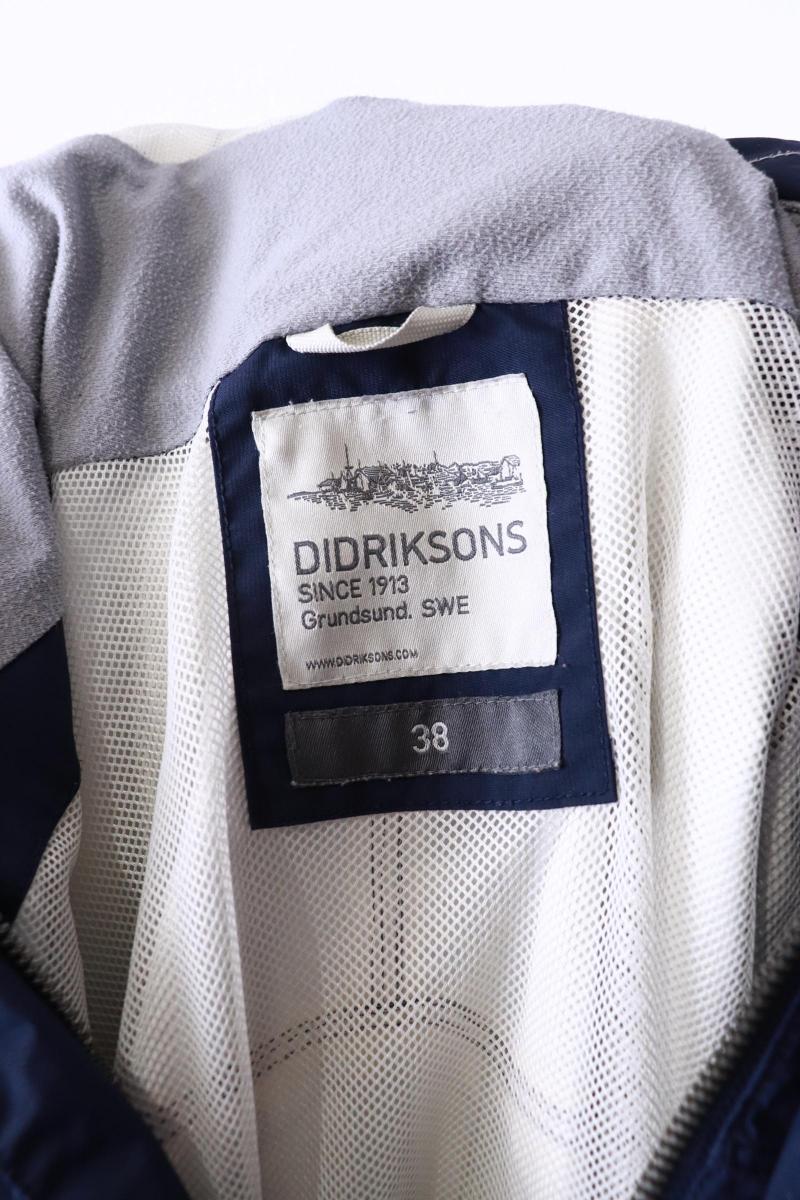 DIDRIKSONS
SINCE 1913
Grundsund. SWE
WWW.DIDRIKSONS.COM
38